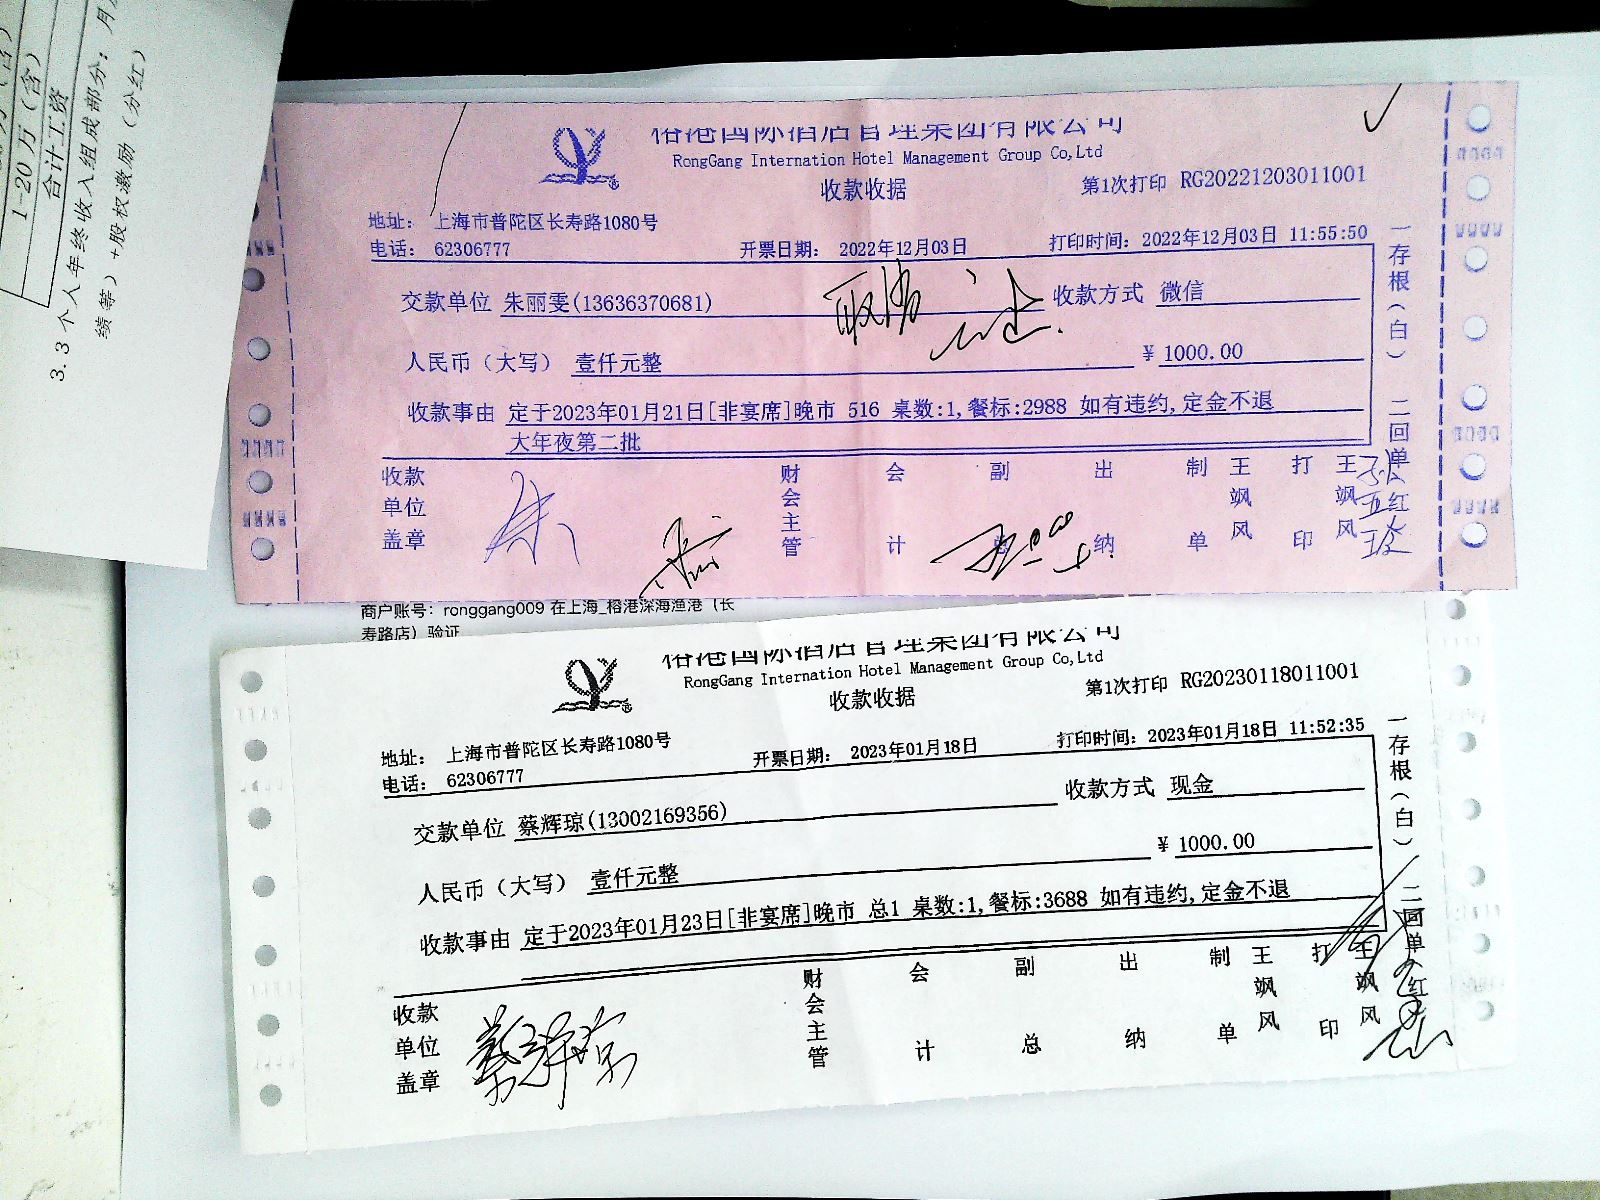 1-20万（含）
合计工资
3.3 个人年终收入组成部分：月
绩等）+股权激励（分红）
榕港国际酒店管理集团有限公司
RongGang Internation Hotel Management Group Co,Ltd
收款收据
第1次打印 RG20221203011001
地址： 上海市普陀区长寿路1080号
电话： 62306777
开票日期： 2022年12月03日
打印时间：2022年12月03日 11:55:50
交款单位 朱丽雯(13636370681)
收款方式 微信
人民币（大写） 壹仟元整
¥ 1000.00
收款事由 定于2023年01月21日[非宴席]晚市 516 桌数:1,餐标:2988 如有违约,定金不退
大年夜第二批
收款单位盖章
财会主管
会计
副总
出纳
制单
王飒风
打印
王飒风
一存根（白） 二回单 红
商户账号：ronggang009 在上海_榕港深海渔港（长
寿路店）验证
榕港国际酒店管理集团有限公司
RongGang Internation Hotel Management Group Co,Ltd
收款收据
第1次打印 RG20230118011001
地址： 上海市普陀区长寿路1080号
电话： 62306777
开票日期： 2023年01月18日
打印时间：2023年01月18日 11:52:35
交款单位 蔡辉琼(13002169356)
收款方式 现金
人民币（大写） 壹仟元整
¥ 1000.00
收款事由 定于2023年01月23日[非宴席]晚市 总1 桌数:1,餐标:3688 如有违约,定金不退
收款单位盖章
蔡辉琼
财会主管
会计
副总
出纳
制单
王飒风
打印
王飒风
一存根（白） 二回单 红